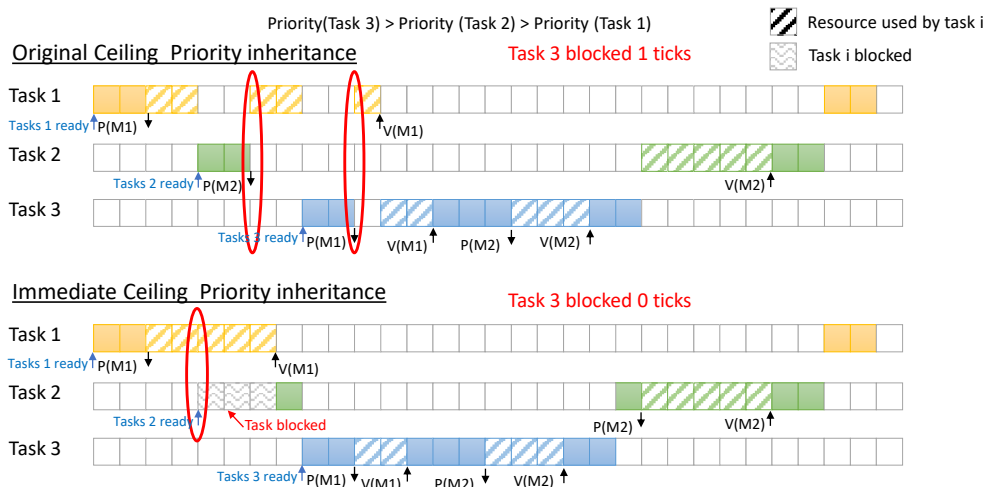 Priority(Task 3) > Priority (Task 2) > Priority (Task 1)
Resource used by task i
Original Ceiling Priority inheritance
Task 3 blocked 1 ticks
Task i blocked
Task 1
Tasks 1 ready
P(M1)
V(M1)
Task 2
Tasks 2 ready
P(M2)
V(M2)
Task 3
Tasks 3 ready
P(M1)
V(M1)
P(M2)
V(M2)
Immediate Ceiling Priority inheritance
Task 3 blocked 0 ticks
Task 1
Tasks 1 ready
P(M1)
V(M1)
Task 2
Tasks 2 ready
Task blocked
P(M2)
V(M2)
Task 3
Tasks 3 ready
P(M1)
V(M1)
P(M2)
V(M2)